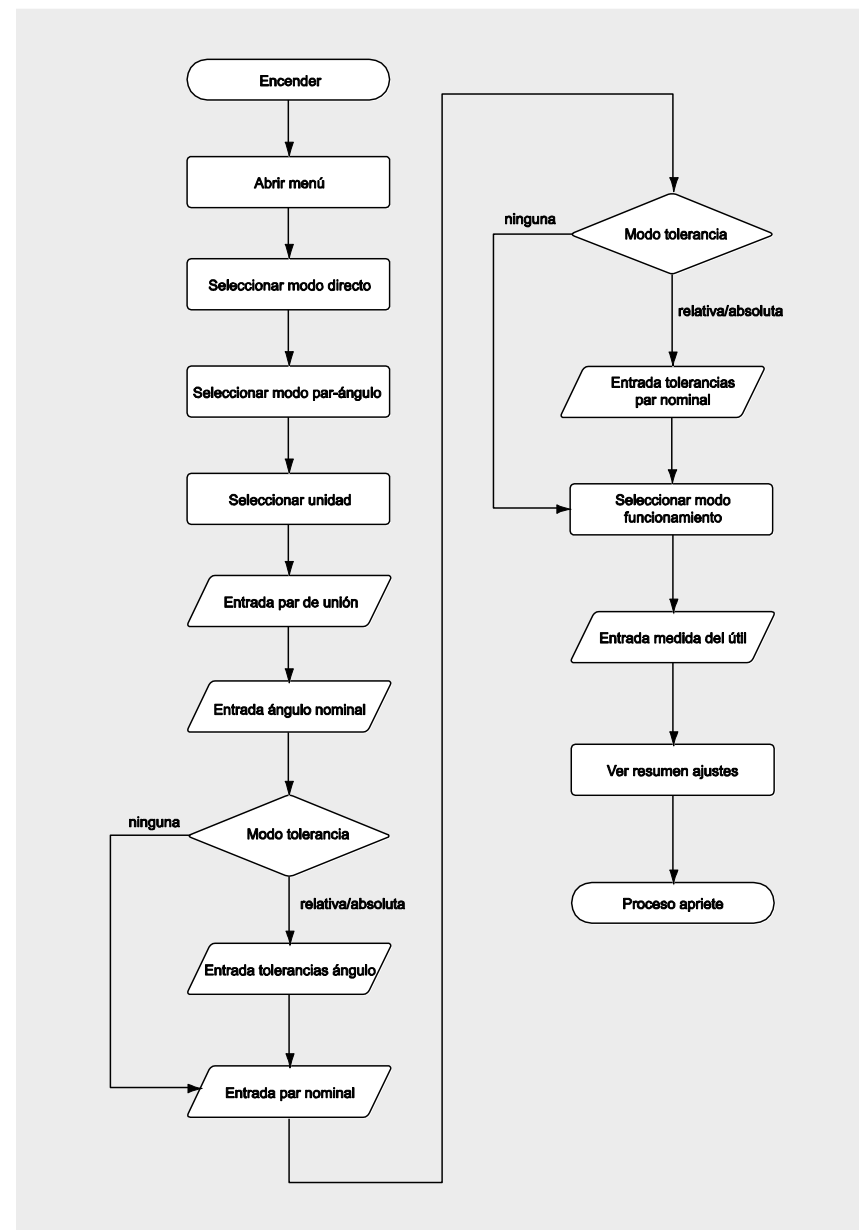 Encender
Abrir menú
Seleccionar modo directo
Seleccionar modo par-ángulo
Seleccionar unidad
Entrada par de unión
Entrada ángulo nominal
ninguna
Modo tolerancia
relativa/absoluta
Entrada tolerancias ángulo
Entrada par nominal
ninguna
Modo tolerancia
relativa/absoluta
Entrada tolerancias
par nominal
Seleccionar modo
funcionamiento
Entrada medida del útil
Ver resumen ajustes
Proceso apriete